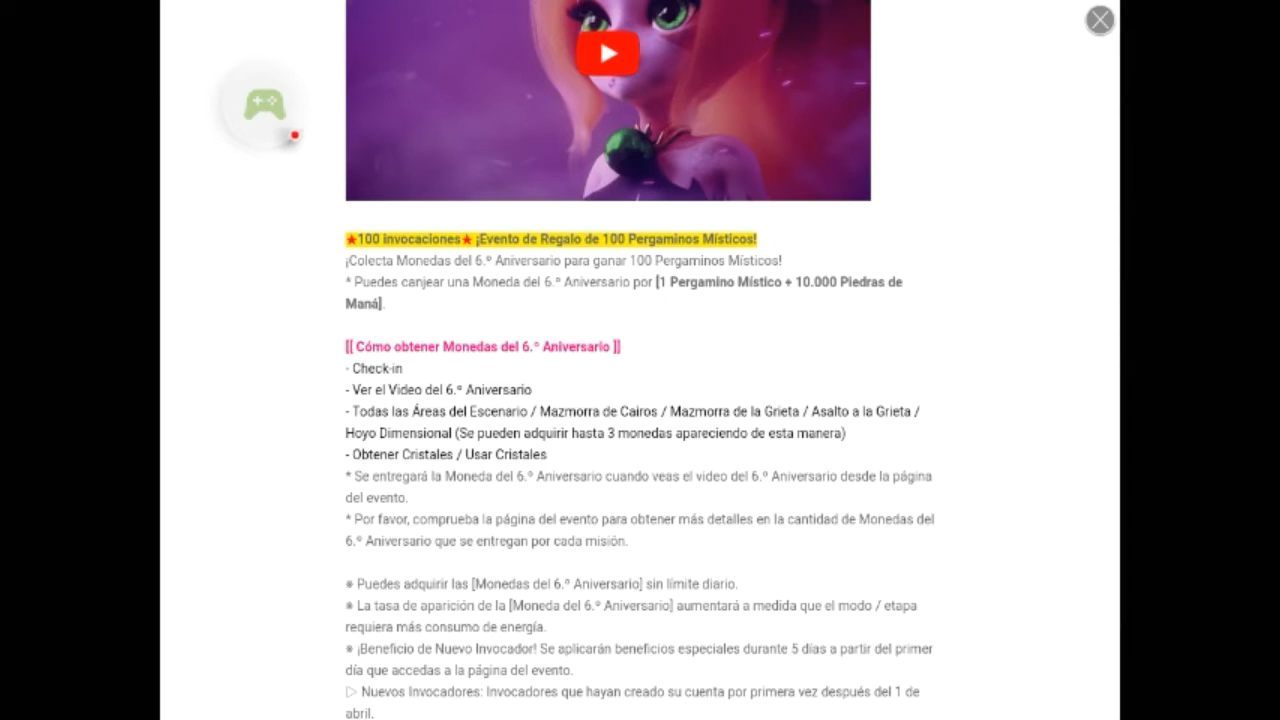 ★100 invocaciones★ ¡Evento de Regalo de 100 Pergaminos Místicos!
¡Colecta Monedas del 6.º Aniversario para ganar 100 Pergaminos Místicos!
* Puedes canjear una Moneda del 6.º Aniversario por [1 Pergamino Místico + 10.000 Piedras de
Maná].
[[ Cómo obtener Monedas del 6.º Aniversario ]]
- Check-in
- Ver el Video del 6.º Aniversario
- Todas las Áreas del Escenario / Mazmorra de Cairos / Mazmorra de la Grieta / Asalto a la Grieta /
Hoyo Dimensional (Se pueden adquirir hasta 3 monedas apareciendo de esta manera)
- Obtener Cristales / Usar Cristales
* Se entregará la Moneda del 6.º Aniversario cuando veas el video del 6.º Aniversario desde la página
del evento.
* Por favor, comprueba la página del evento para obtener más detalles en la cantidad de Monedas del
6.º Aniversario que se entregan por cada misión.
※ Puedes adquirir las [Monedas del 6.º Aniversario] sin límite diario.
※ La tasa de aparición de la [Moneda del 6.º Aniversario] aumentará a medida que el modo / etapa
requiera más consumo de energía.
※ ¡Beneficio de Nuevo Invocador! Se aplicarán beneficios especiales durante 5 días a partir del primer
día que accedas a la página del evento.
▷ Nuevos Invocadores: Invocadores que hayan creado su cuenta por primera vez después del 1 de
abril.